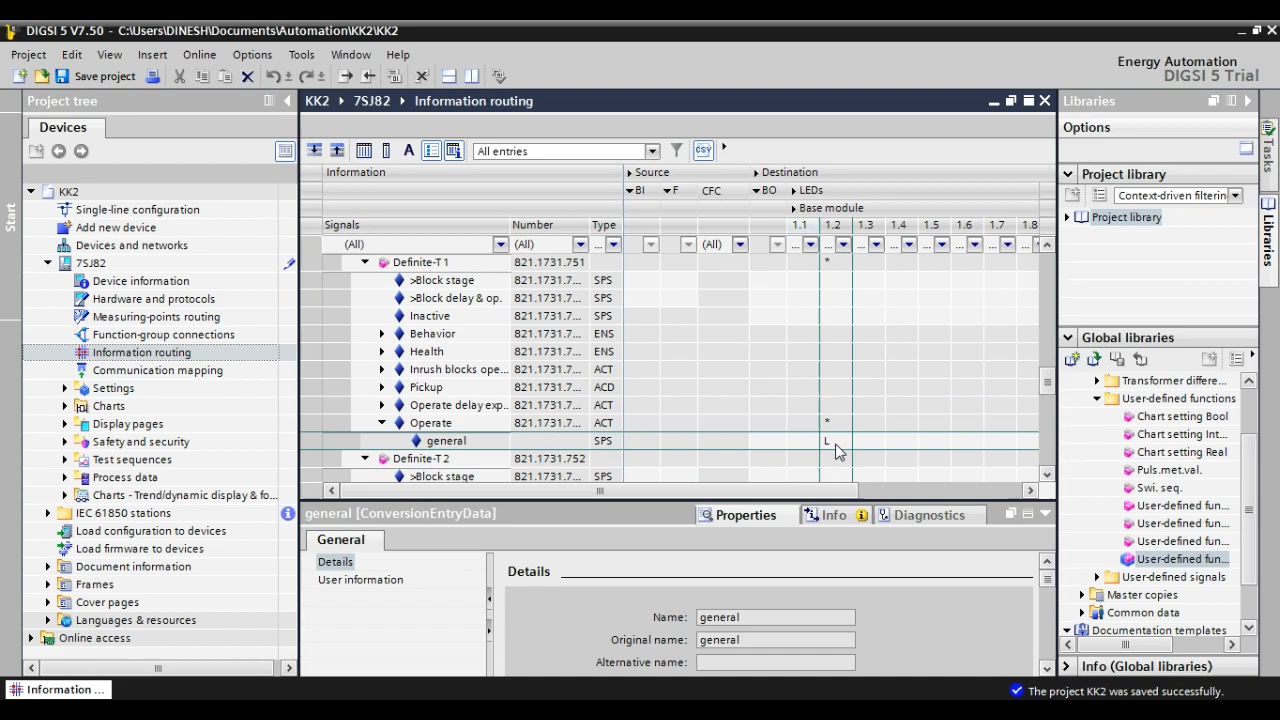 DIGSI 5 V7.50 - C:\Users\DINESH\Documents\Automation\KK2\KK2
Project Edit View Insert Online Options Tools Window Help
Save project
Energy Automation
DIGSI 5 Trial
Start
Project tree
Devices
KK2
Single-line configuration
Add new device
Devices and networks
7SJ82
Device information
Hardware and protocols
Measuring-points routing
Function-group connections
Information routing
Communication mapping
Settings
Charts
Display pages
Safety and security
Test sequences
Process data
Charts - Trend/dynamic display & fo...
IEC 61850 stations
Load configuration to devices
Load firmware to devices
Document information
Frames
Cover pages
Languages & resources
Online access
KK2 7SJ82 Information routing
A All entries CSV
Information Source Destination
BI F CFC BO LEDs
Base module
Signals Number Type 1.1 1.2 1.3 1.4 1.5 1.6 1.7 1.8
(All) (All) ... (All) ... ... ... ... ... ... ... ...
Definite-T 1 821.1731.751 *
>Block stage 821.1731.7... SPS
>Block delay & op. 821.1731.7... SPS
Inactive 821.1731.7... SPS
Behavior 821.1731.7... ENS
Health 821.1731.7... ENS
Inrush blocks ope... 821.1731.7... ACT
Pickup 821.1731.7... ACD
Operate delay exp.. 821.1731.7... ACT
Operate 821.1731.7... ACT *
general SPS L
Definite-T 2 821.1731.752
>Block stage 821.1731.7... SPS
general [ConversionEntryData]
Properties Info Diagnostics
General
Details
User information
Details
Name: general
Original name: general
Alternative name:
Libraries
Options
Project library
Context-driven filterin
Project library
Global libraries
Transformer differe...
User-defined functions
Chart setting Bool
Chart setting Int...
Chart setting Real
Puls.met.val.
Swi. seq.
User-defined fun...
User-defined fun...
User-defined fun...
User-defined fun...
User-defined signals
Master copies
Common data
Documentation templates
Info (Global libraries)
Tasks
Libraries
Information ...
The project KK2 was saved successfully.